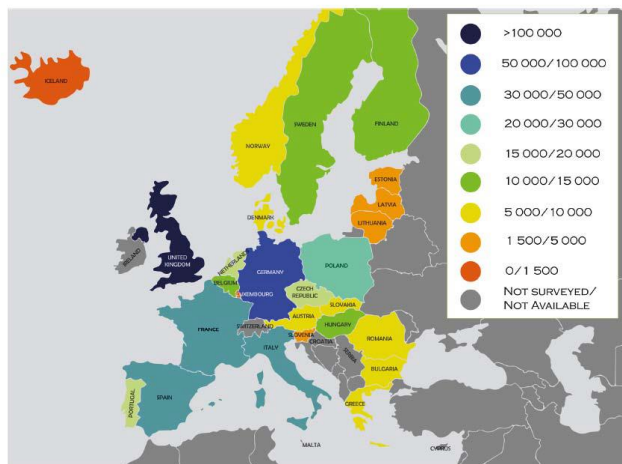 >100 000
50 000/100 000
30 000/50 000
20 000/30 000
15 000/20 000
10 000/15 000
5 000/10 000
1 500/5 000
0/1 500
Not surveyed/
Not Available
ICELAND
NORWAY
SWEDEN
FINLAND
ESTONIA
LATVIA
LITHUANIA
DENMARK
IRELAND
UNITED
KINGDOM
NETHERLAND
BELGIUM
LUXEMBOURG
GERMANY
POLAND
CZECH
REPUBLIC
SLOVAKIA
AUSTRIA
HUNGARY
SWITZERLAND
FRANCE
ITALY
SLOVENIA
CROATIA
SERBIA
ROMANIA
BULGARIA
GREECE
PORTUGAL
SPAIN
MALTA
CYPRUS